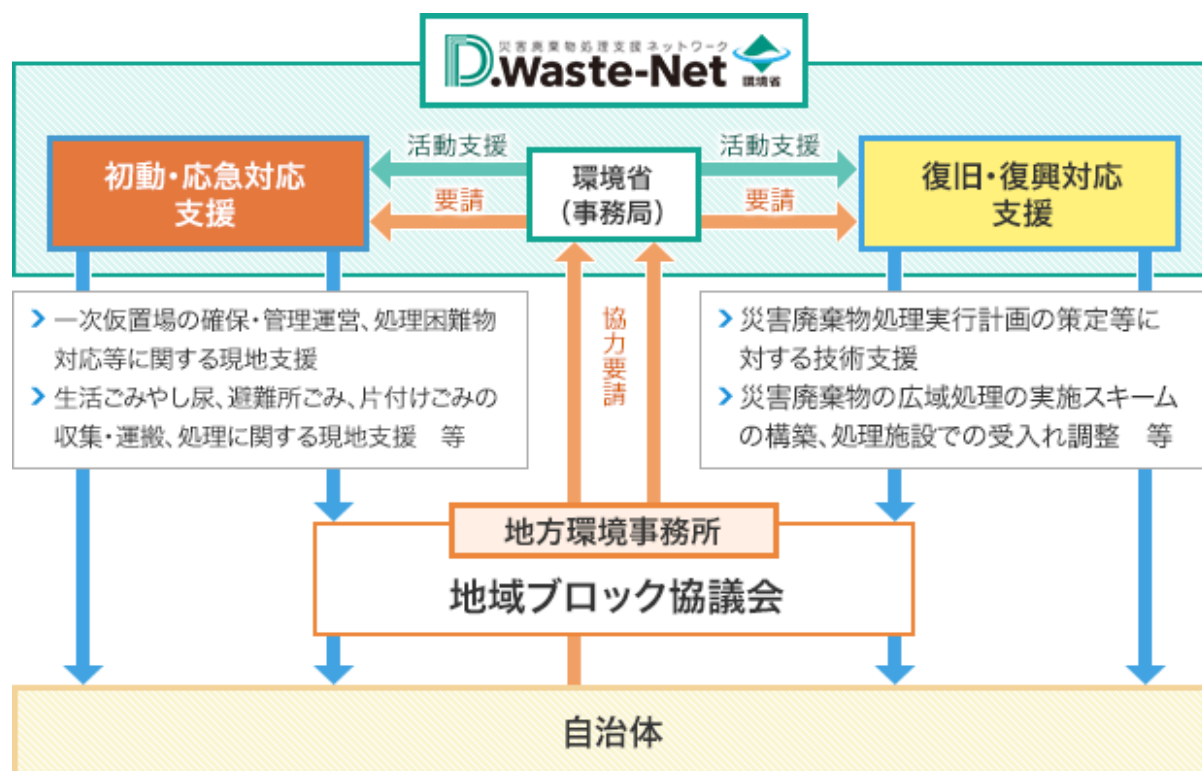 災害廃棄物処理支援ネットワーク
D.Waste-Net
環境省
初動・応急対応
支援
活動支援
要請
環境省
(事務局)
活動支援
要請
復旧・復興対応
支援
一次仮置場の確保・管理運営、処理困難物
対応等に関する現地支援
生活ごみやし尿、避難所ごみ、片付けごみの
収集・運搬、処理に関する現地支援 等
協力要請
災害廃棄物処理実行計画の策定等に
対する技術支援
災害廃棄物の広域処理の実施スキーム
の構築、処理施設での受入れ調整 等
地方環境事務所
地域ブロック協議会
自治体